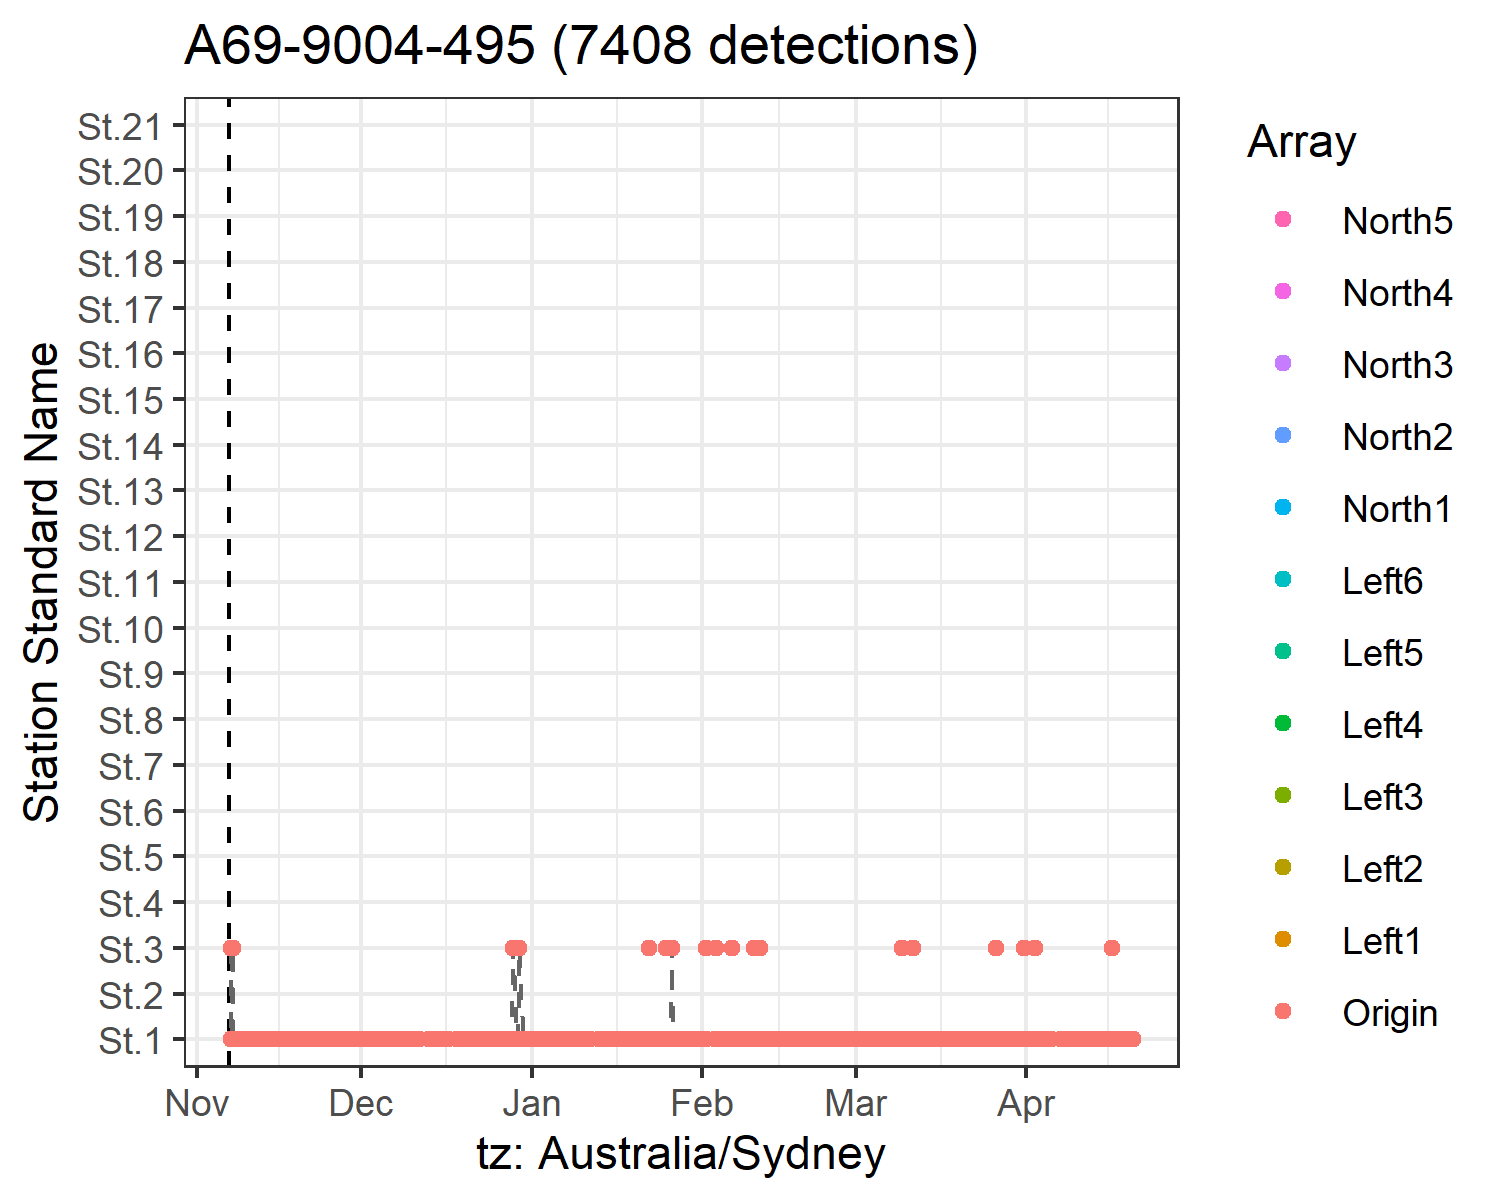 A69-9004-495 (7408 detections)
Station Standard Name
St.21
St.20
St.19
St.18
St.17
St.16
St.15
St.14
St.13
St.12
St.11
St.10
St.9
St.8
St.7
St.6
St.5
St.4
St.3
St.2
St.1
Nov Dec Jan Feb Mar Apr
tz: Australia/Sydney
Array
North5
North4
North3
North2
North1
Left6
Left5
Left4
Left3
Left2
Left1
Origin